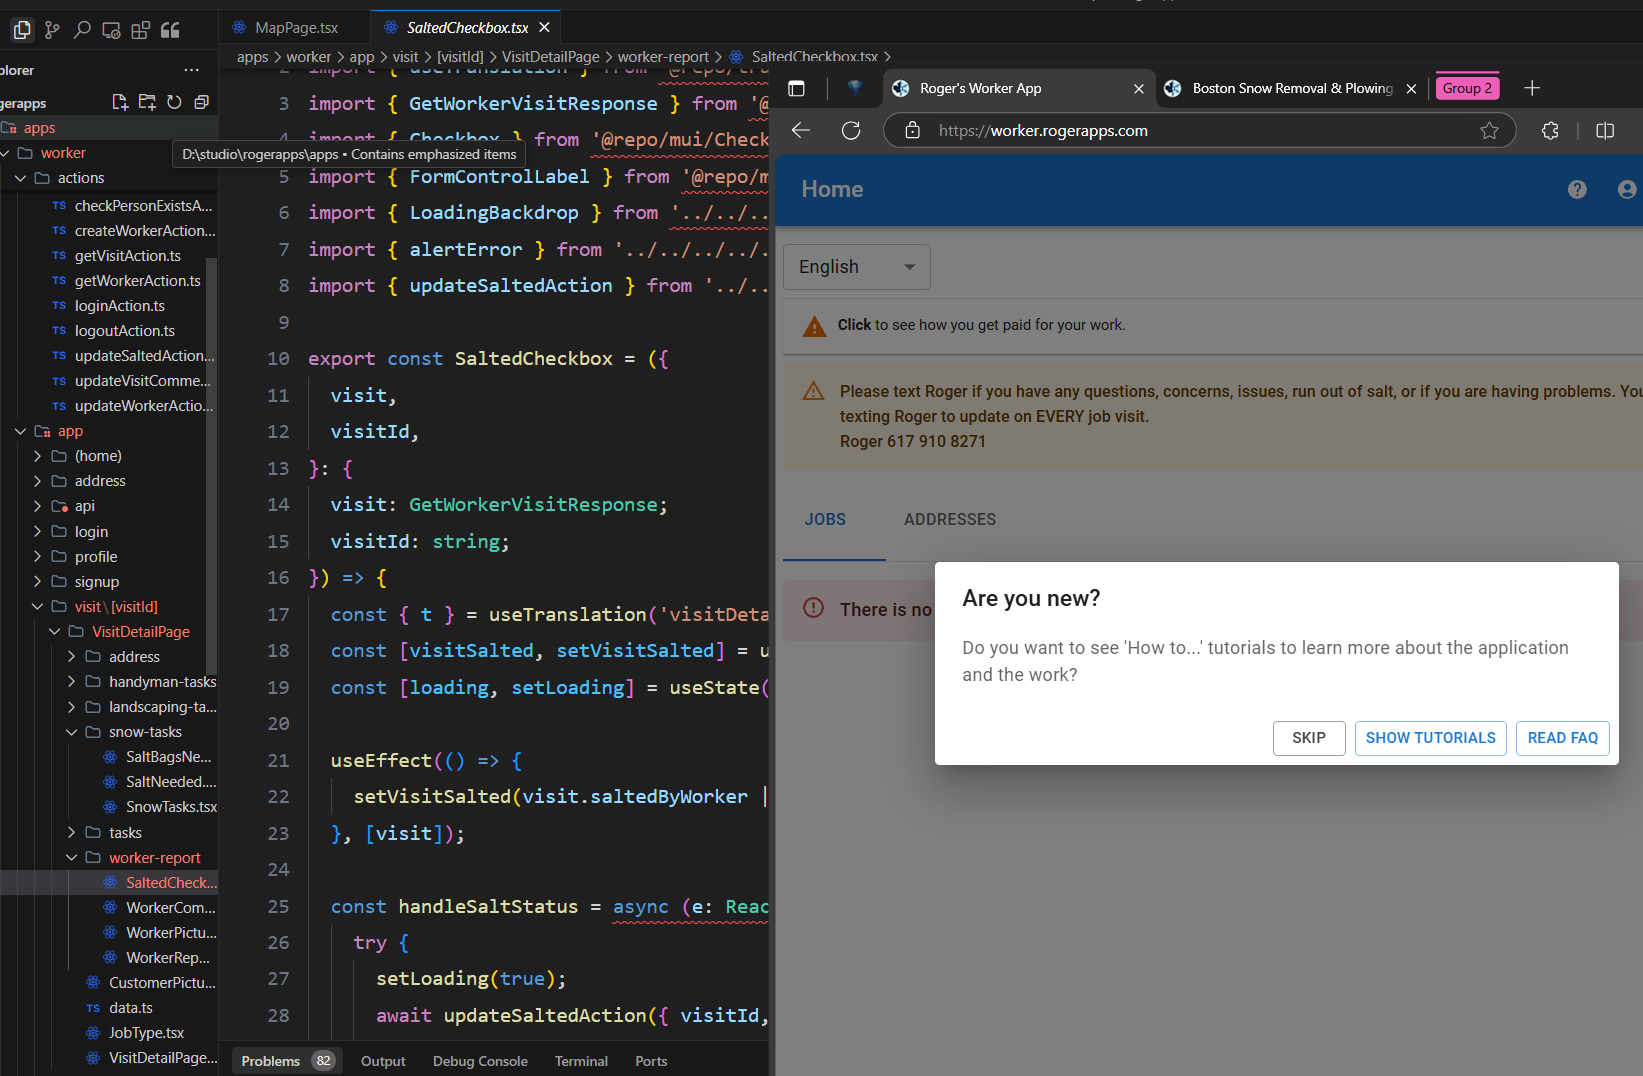 MapPage.tsx
SaltedCheckbox.tsx
plorer
apps > worker > app > visit > [visitId] > VisitDetailPage > worker-report > SaltedCheckbox.tsx >
gerapps
apps
D:\studio\rogerapps\apps • Contains emphasized items
worker
actions
checkPersonExistsA...
TS createWorkerAction...
TS getVisitAction.ts
TS getWorkerAction.ts
TS loginAction.ts
TS logoutAction.ts
TS updateSaltedAction...
TS updateVisitComme...
TS updateWorkerActio...
app
(home)
address
api
login
profile
signup
visit\[visitId]
VisitDetailPage
address
handyman-tasks
landscaping-ta...
snow-tasks
SaltBagsNe...
SaltNeeded....
SnowTasks.tsx
tasks
worker-report
SaltedCheck...
WorkerCom...
WorkerPictu...
WorkerRep...
CustomerPictu...
TS data.ts
JobType.tsx
VisitDetailPage...
2 import { useTranslation } from '@repo/tra
3 import { GetWorkerVisitResponse } from '@
4 import { Checkbox } from '@repo/mui/Check
5 import { FormControlLabel } from '@repo/m
6 import { LoadingBackdrop } from '../../..
7 import { alertError } from '../../../../.
8 import { updateSaltedAction } from '../..
9
10 export const SaltedCheckbox = ({
11 visit,
12 visitId,
13 }: {
14 visit: GetWorkerVisitResponse;
15 visitId: string;
16 }) => {
17 const { t } = useTranslation('visitDeta
18 const [visitSalted, setVisitSalted] = u
19 const [loading, setLoading] = useState(
20
21 useEffect(() => {
22 setVisitSalted(visit.saltedByWorker |
23 }, [visit]);
24
25 const handleSaltStatus = async (e: Reac
26 try {
27 setLoading(true);
28 await updateSaltedAction({ visitId,
Problems 82 Output Debug Console Terminal Ports
Roger's Worker App
Boston Snow Removal & Plowing
Group 2
https://worker.rogerapps.com
Home
English
Click to see how you get paid for your work.
Please text Roger if you have any questions, concerns, issues, run out of salt, or if you are having problems. You
texting Roger to update on EVERY job visit.
Roger 617 910 8271
JOBS ADDRESSES
There is no
Are you new?
Do you want to see 'How to...' tutorials to learn more about the application
and the work?
SKIP SHOW TUTORIALS READ FAQ